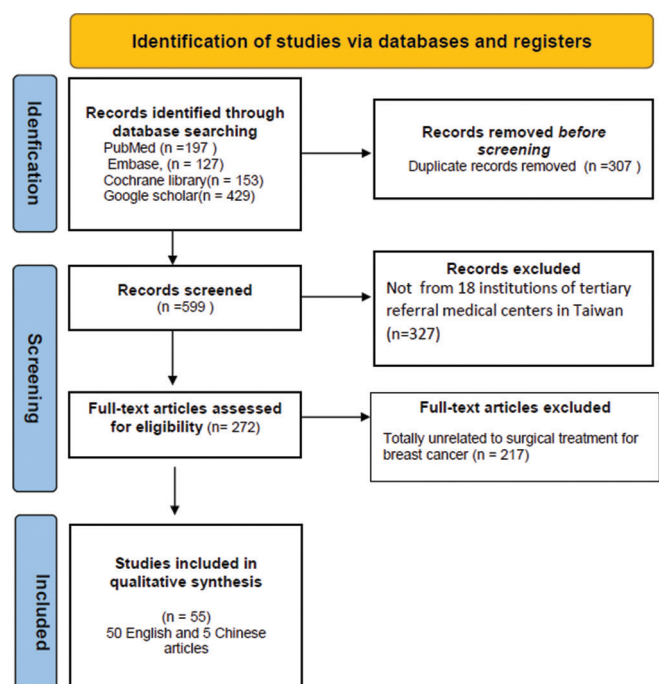 Identification of studies via databases and registers
Idenfication
Records identified through
database searching
PubMed (n =197 )
Embase, (n = 127)
Cochrane library(n = 153)
Google scholar(n = 429)
Records removed before
screening
Duplicate records removed (n =307 )
Screening
Records screened
(n =599 )
Records excluded
Not from 18 institutions of tertiary
referral medical centers in Taiwan
(n=327)
Full-text articles assessed
for eligibility (n= 272)
Full-text articles excluded
Totally unrelated to surgical treatment for
breast cancer (n = 217)
Included
Studies included in
qualitative synthesis
(n = 55)
50 English and 5 Chinese
articles